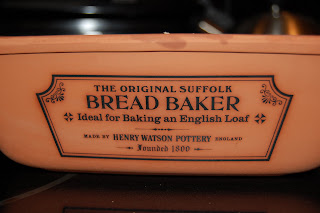 THE ORIGINAL SUFFOLK
BREAD BAKER
Ideal for Baking an English Loaf
MADE BY HENRY WATSON POTTERY ENGLAND
Founded 1800